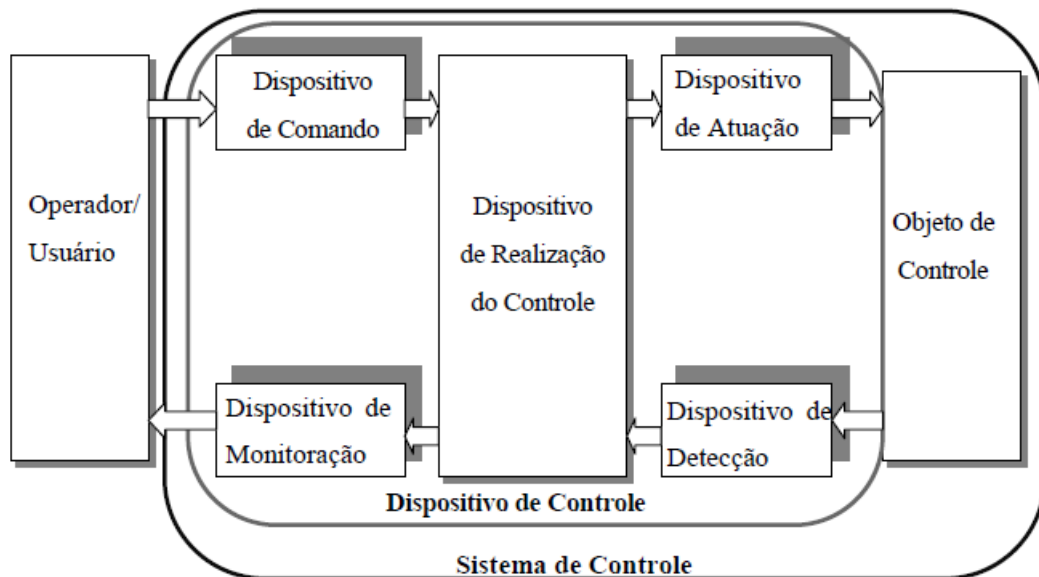 Operador/
Usuário
Dispositivo
de Comando
Dispositivo
de Realização
do Controle
Dispositivo
de Atuação
Objeto de
Controle
Dispositivo de
Monitoração
Dispositivo de
Detecção
Dispositivo de Controle
Sistema de Controle